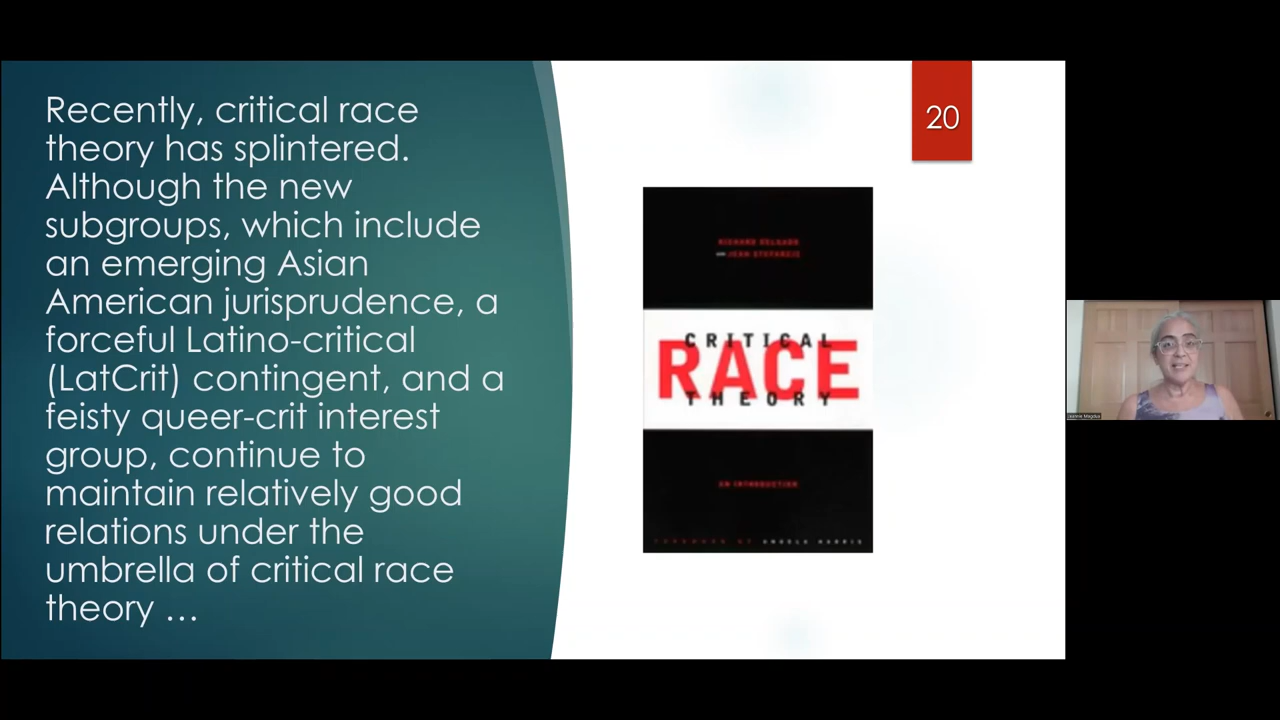 Recently, critical race
theory has splintered.
Although the new
subgroups, which include
an emerging Asian
American jurisprudence, a
forceful Latino-critical
(LatCrit) contingent, and a
feisty queer-crit interest
group, continue to
maintain relatively good
relations under the
umbrella of critical race
theory …
20
RICHARD DELGADO
AND JEAN STEFANCIC
CRITICAL
RACE
THEORY
AN INTRODUCTION
FOREWORD BY ANGELA HARRIS